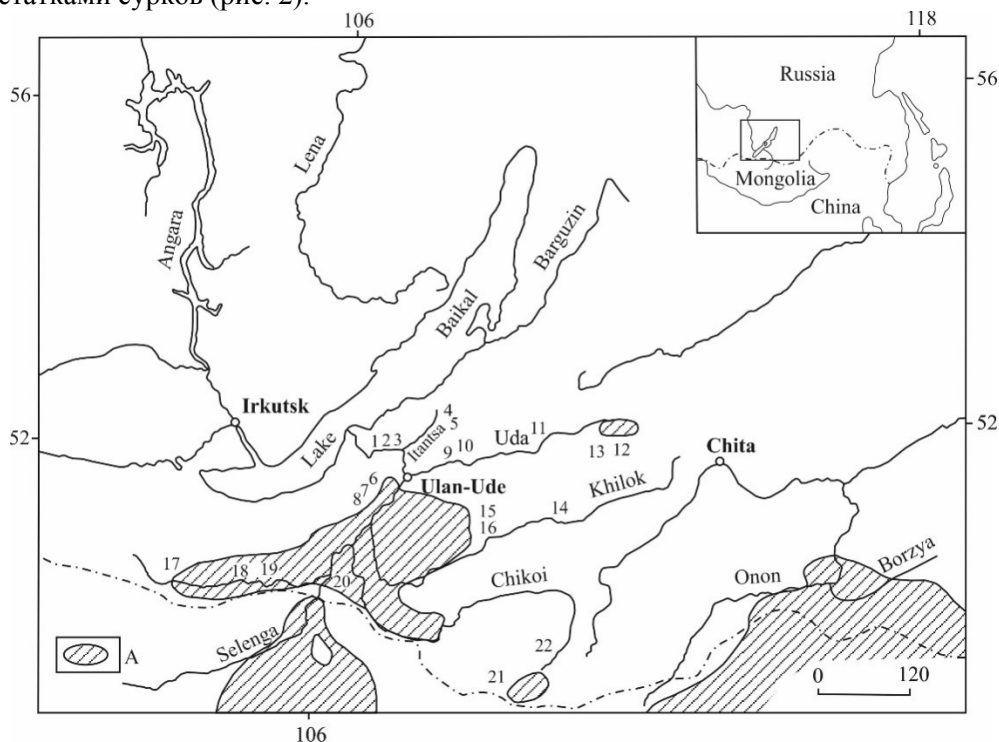 статками сурков (рис. 2).
106
118
56
56
Russia
Mongolia
China
Lena
Angara
Barguzin
Baikal
Irkutsk
52
52
Lake
4
5
1 2 3
Itantsa
9 10
Uda
11
13 12
Chita
Ulan-Ude
6
7
8
Khilok
14
15
16
17
18 19
20
Chikoi
Onon
Borzya
Selenga
22
21
A
0 120
106